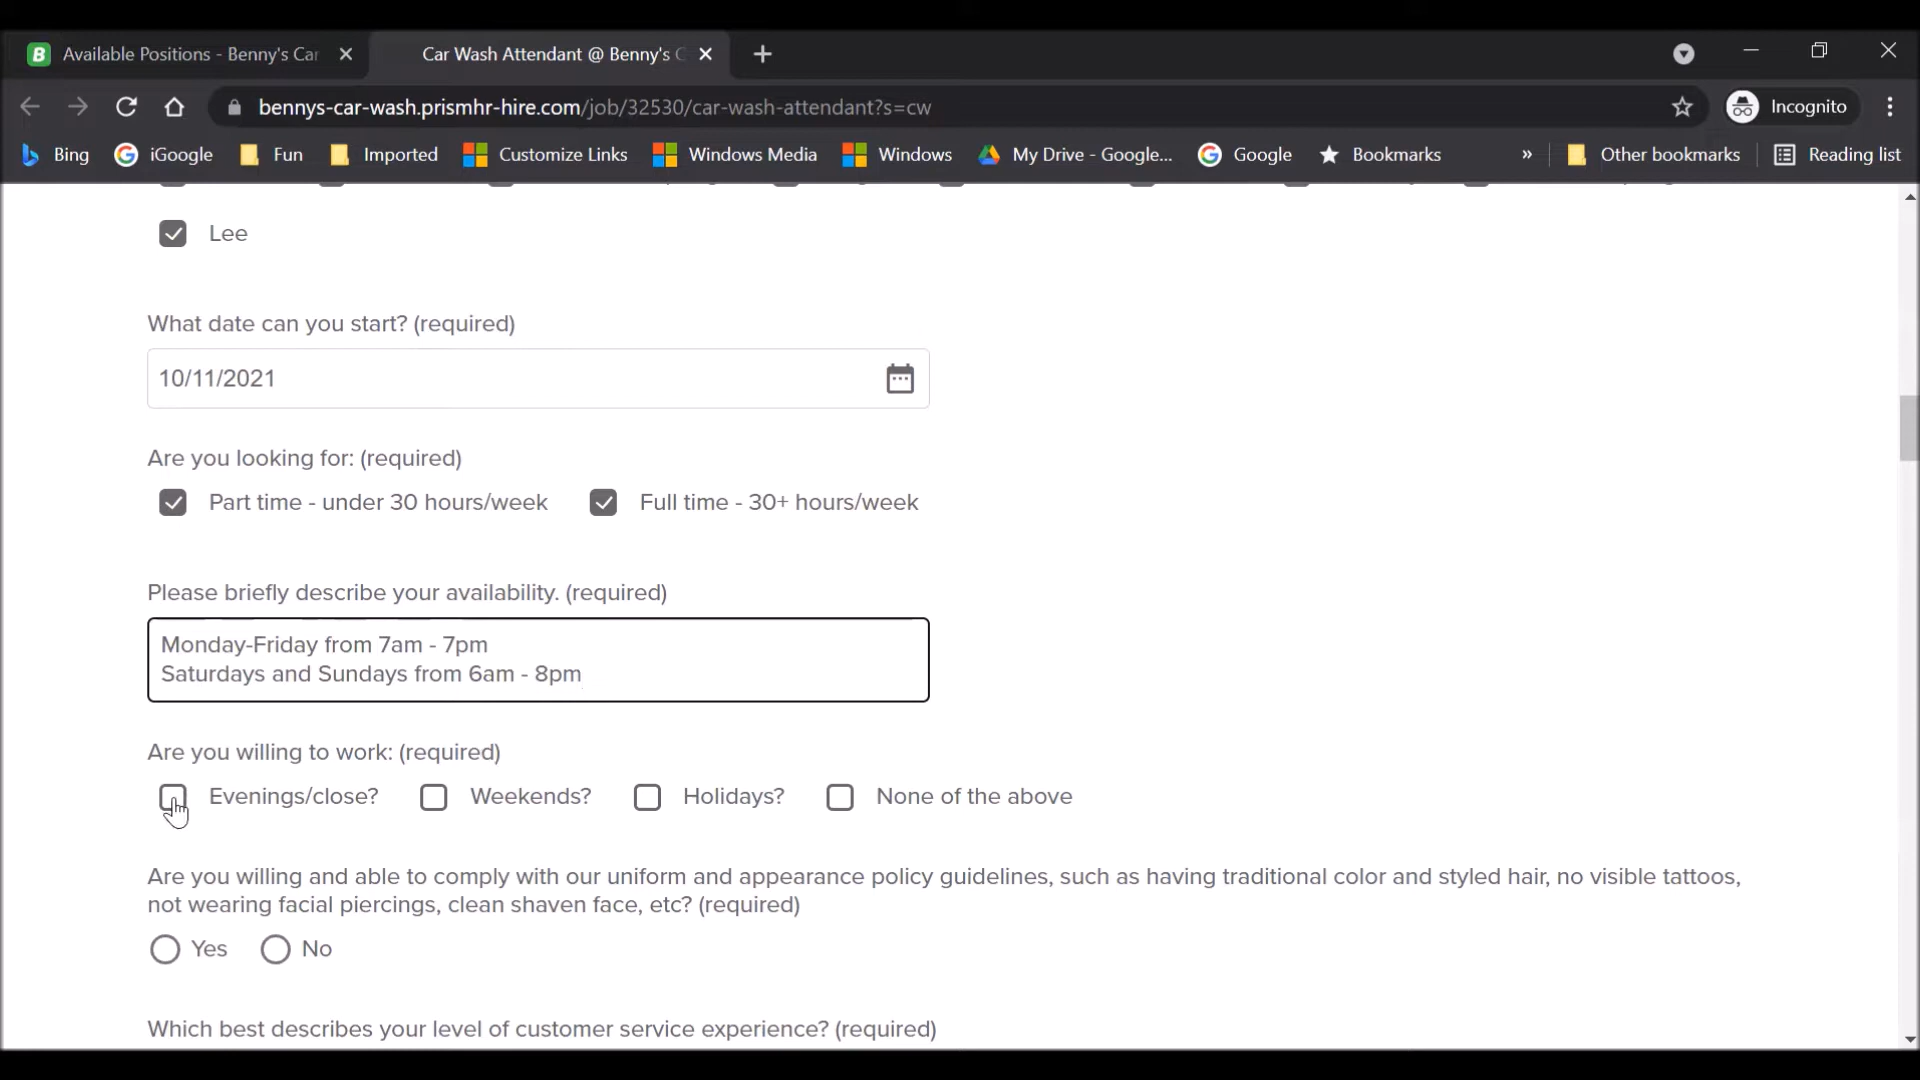 Available Positions - Benny's Car
Car Wash Attendant @ Benny's C
bennys-car-wash.prismhr-hire.com/job/32530/car-wash-attendant?s=cw
Incognito
Bing
iGoogle
Fun
Imported
Customize Links
Windows Media
Windows
My Drive - Google...
Google
Bookmarks
»
Other bookmarks
Reading list
Lee
What date can you start? (required)
10/11/2021
Are you looking for: (required)
Part time - under 30 hours/week Full time - 30+ hours/week
Please briefly describe your availability. (required)
Monday-Friday from 7am - 7pm
Saturdays and Sundays from 6am - 8pm
Are you willing to work: (required)
Evenings/close? Weekends? Holidays? None of the above
Are you willing and able to comply with our uniform and appearance policy guidelines, such as having traditional color and styled hair, no visible tattoos,
not wearing facial piercings, clean shaven face, etc? (required)
Yes No
Which best describes your level of customer service experience? (required)